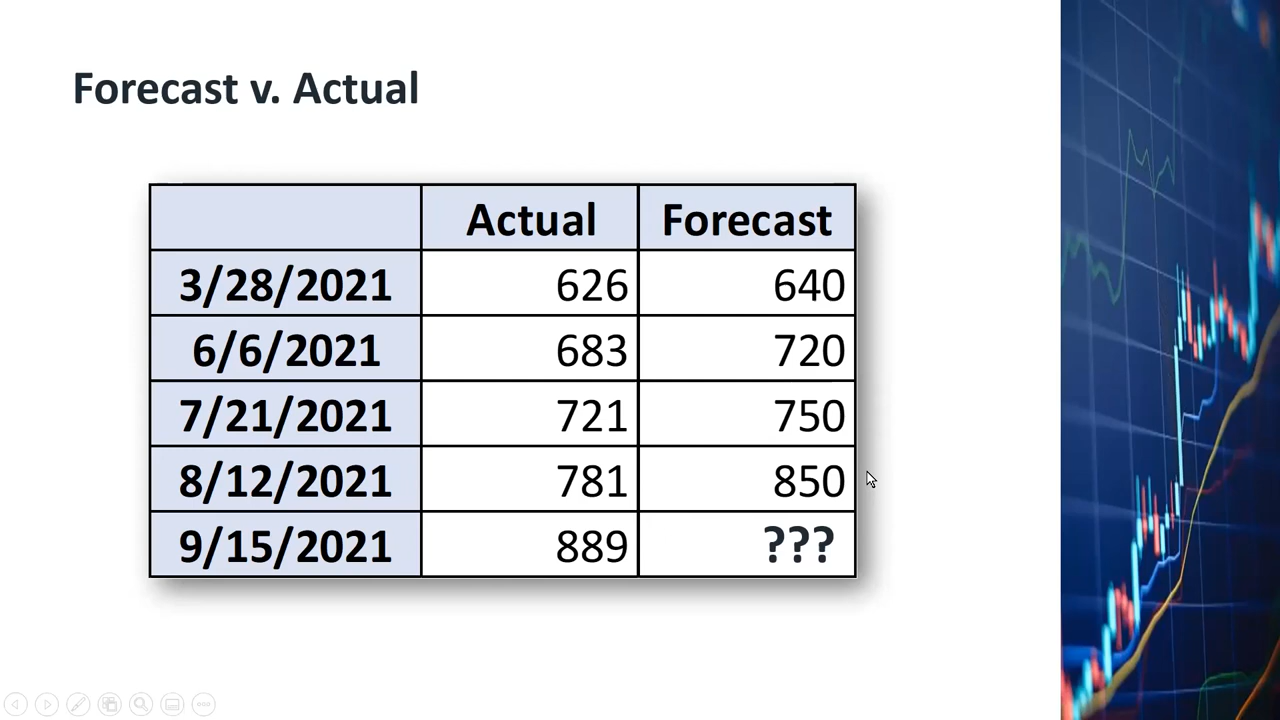 Forecast v. Actual
Actual Forecast
3/28/2021 626 640
6/6/2021 683 720
7/21/2021 721 750
8/12/2021 781 850
9/15/2021 889 ???